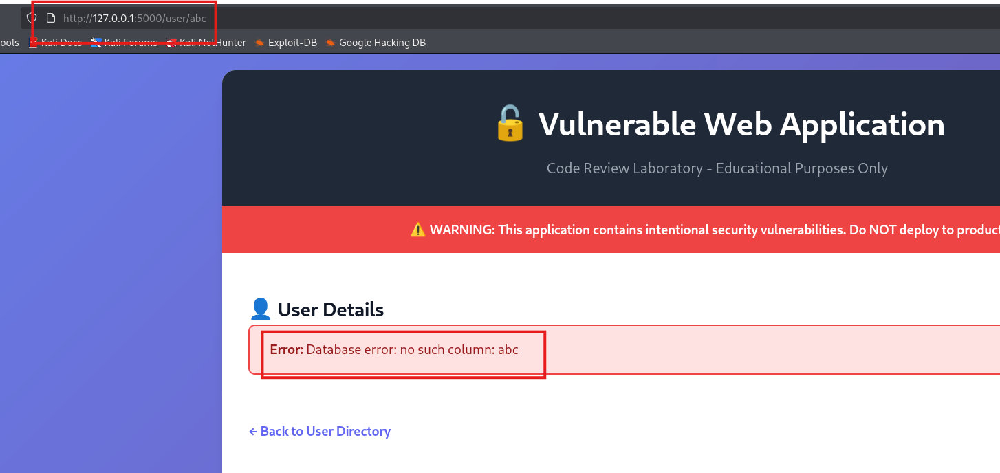 http://127.0.0.1:5000/user/abc
ools Kali Docs Kali Forums Kali NetHunter Exploit-DB Google Hacking DB
Vulnerable Web Application
Code Review Laboratory - Educational Purposes Only
WARNING: This application contains intentional security vulnerabilities. Do NOT deploy to product
User Details
Error: Database error: no such column: abc
← Back to User Directory